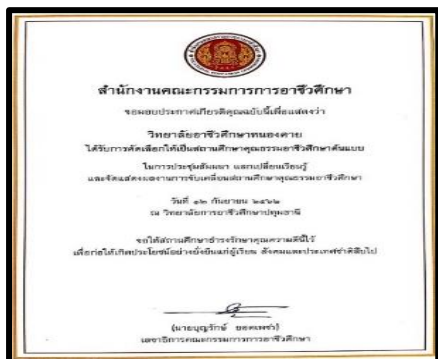 สำนักงานคณะกรรมการการอาชีวศึกษา
ขอมอบประกาศเกียรติคุณฉบับนี้เพื่อแสดงว่า
วิทยาลัยอาชีวศึกษาหนองคาย
ได้รับการคัดเลือกให้เป็นสถานศึกษาคุณธรรมอาชีวศึกษาต้นแบบ
ในการประชุมสัมมนา แลกเปลี่ยนเรียนรู้
และจัดแสดงผลงานการขับเคลื่อนสถานศึกษาคุณธรรมอาชีวศึกษา
วันที่ ๑๒ กันยายน ๒๕๖๒
ณ วิทยาลัยการอาชีวศึกษาปทุมธานี
ขอให้สถานศึกษาธำรงรักษาคุณความดีนี้ไว้
เพื่อก่อให้เกิดประโยชน์อย่างยั่งยืนแก่ผู้เรียน สังคมและประเทศชาติสืบไป
(นายบุญรักษ์ ยอดเพชร)
เลขาธิการคณะกรรมการการอาชีวศึกษา